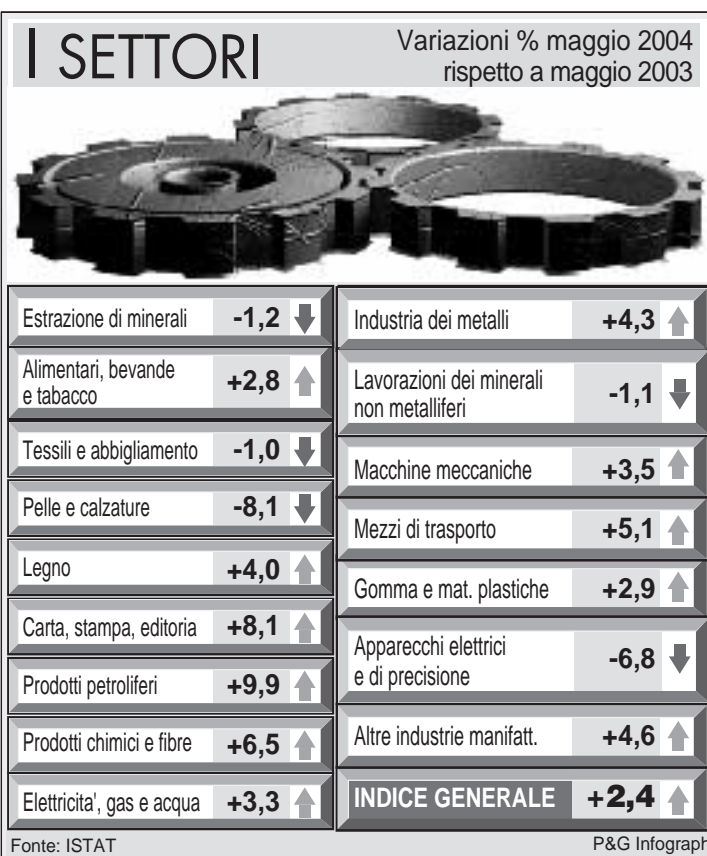 I SETTORI
Variazioni % maggio 2004
rispetto a maggio 2003
Estrazione di minerali -1,2
Alimentari, bevande
e tabacco +2,8
Tessili e abbigliamento -1,0
Pelle e calzature -8,1
Legno +4,0
Carta, stampa, editoria +8,1
Prodotti petroliferi +9,9
Prodotti chimici e fibre +6,5
Elettricita', gas e acqua +3,3
Industria dei metalli +4,3
Lavorazioni dei minerali
non metalliferi -1,1
Macchine meccaniche +3,5
Mezzi di trasporto +5,1
Gomma e mat. plastiche +2,9
Apparecchi elettrici
e di precisione -6,8
Altre industrie manifatt. +4,6
INDICE GENERALE +2,4
Fonte: ISTAT
P&G Infograph